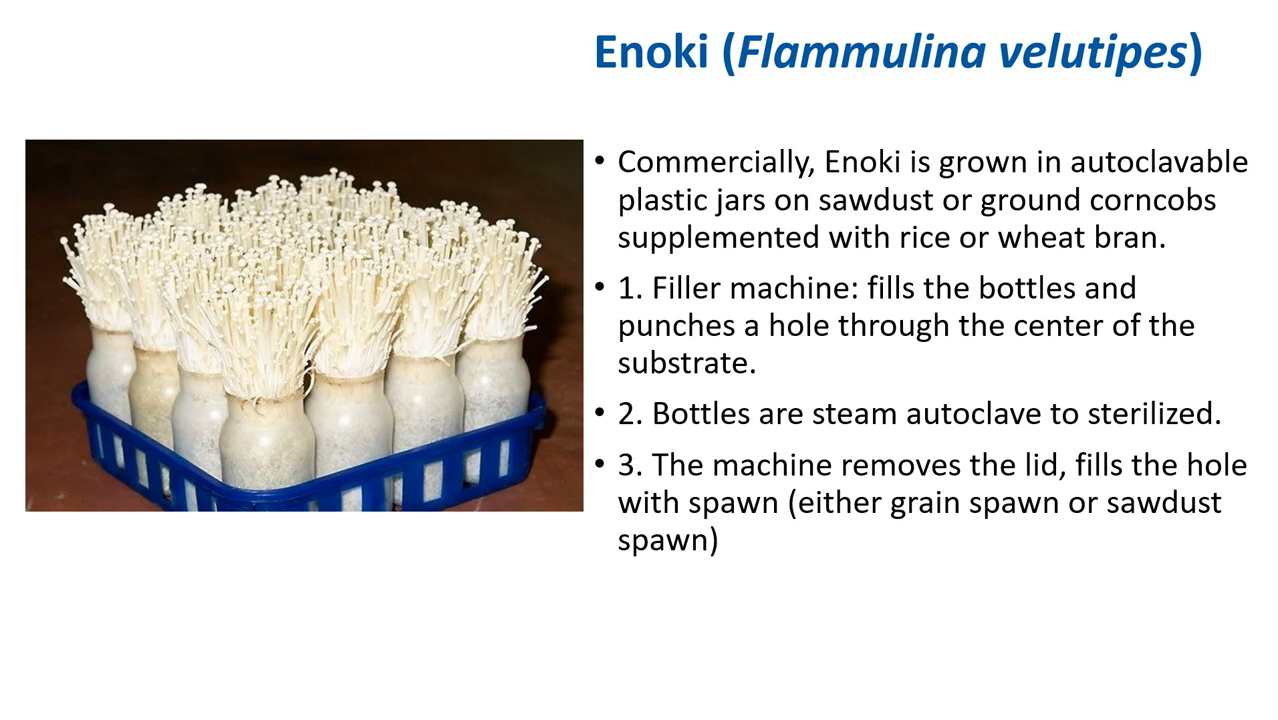 Enoki (Flammulina velutipes)
• Commercially, Enoki is grown in autoclavable
plastic jars on sawdust or ground corncobs
supplemented with rice or wheat bran.
• 1. Filler machine: fills the bottles and
punches a hole through the center of the
substrate.
• 2. Bottles are steam autoclave to sterilized.
• 3. The machine removes the lid, fills the hole
with spawn (either grain spawn or sawdust
spawn)